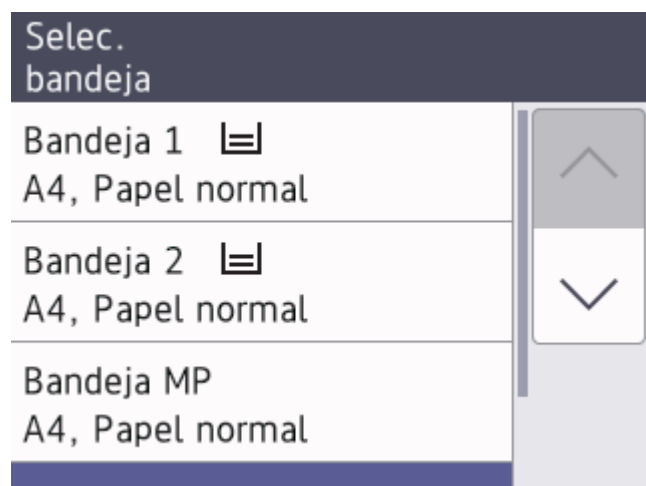 Selec.
bandeja
Bandeja 1
A4, Papel normal
Bandeja 2
A4, Papel normal
Bandeja MP
A4, Papel normal